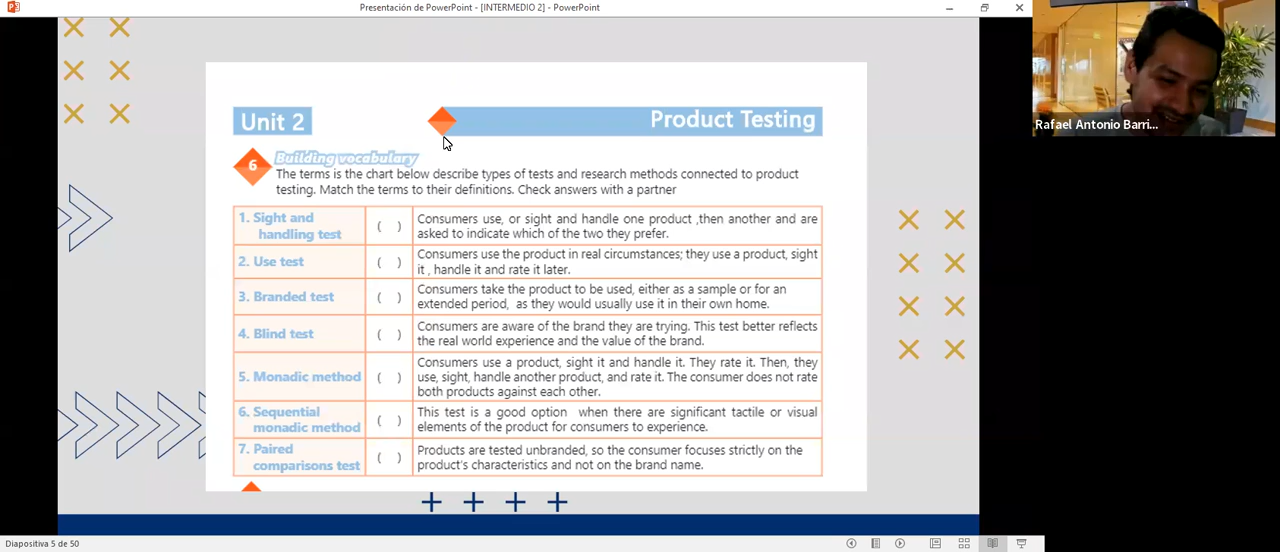 Presentación de PowerPoint - [INTERMEDIO 2] - PowerPoint
Rafael Antonio Barri...
Unit 2
Product Testing
6
Building vocabulary
The terms is the chart below describe types of tests and research methods connected to product
testing. Match the terms to their definitions. Check answers with a partner
1. Sight and
handling test
( )
Consumers use, or sight and handle one product ,then another and are
asked to indicate which of the two they prefer.
2. Use test
( )
Consumers use the product in real circumstances; they use a product, sight
it , handle it and rate it later.
3. Branded test
( )
Consumers take the product to be used, either as a sample or for an
extended period, as they would usually use it in their own home.
4. Blind test
( )
Consumers are aware of the brand they are trying. This test better reflects
the real world experience and the value of the brand.
5. Monadic method
( )
Consumers use a product, sight it and handle it. They rate it. Then, they
use, sight, handle another product, and rate it. The consumer does not rate
both products against each other.
6. Sequential
monadic method
( )
This test is a good option when there are significant tactile or visual
elements of the product for consumers to experience.
7. Paired
comparisons test
( )
Products are tested unbranded, so the consumer focuses strictly on the
product's characteristics and not on the brand name.
Diapositiva 5 de 50